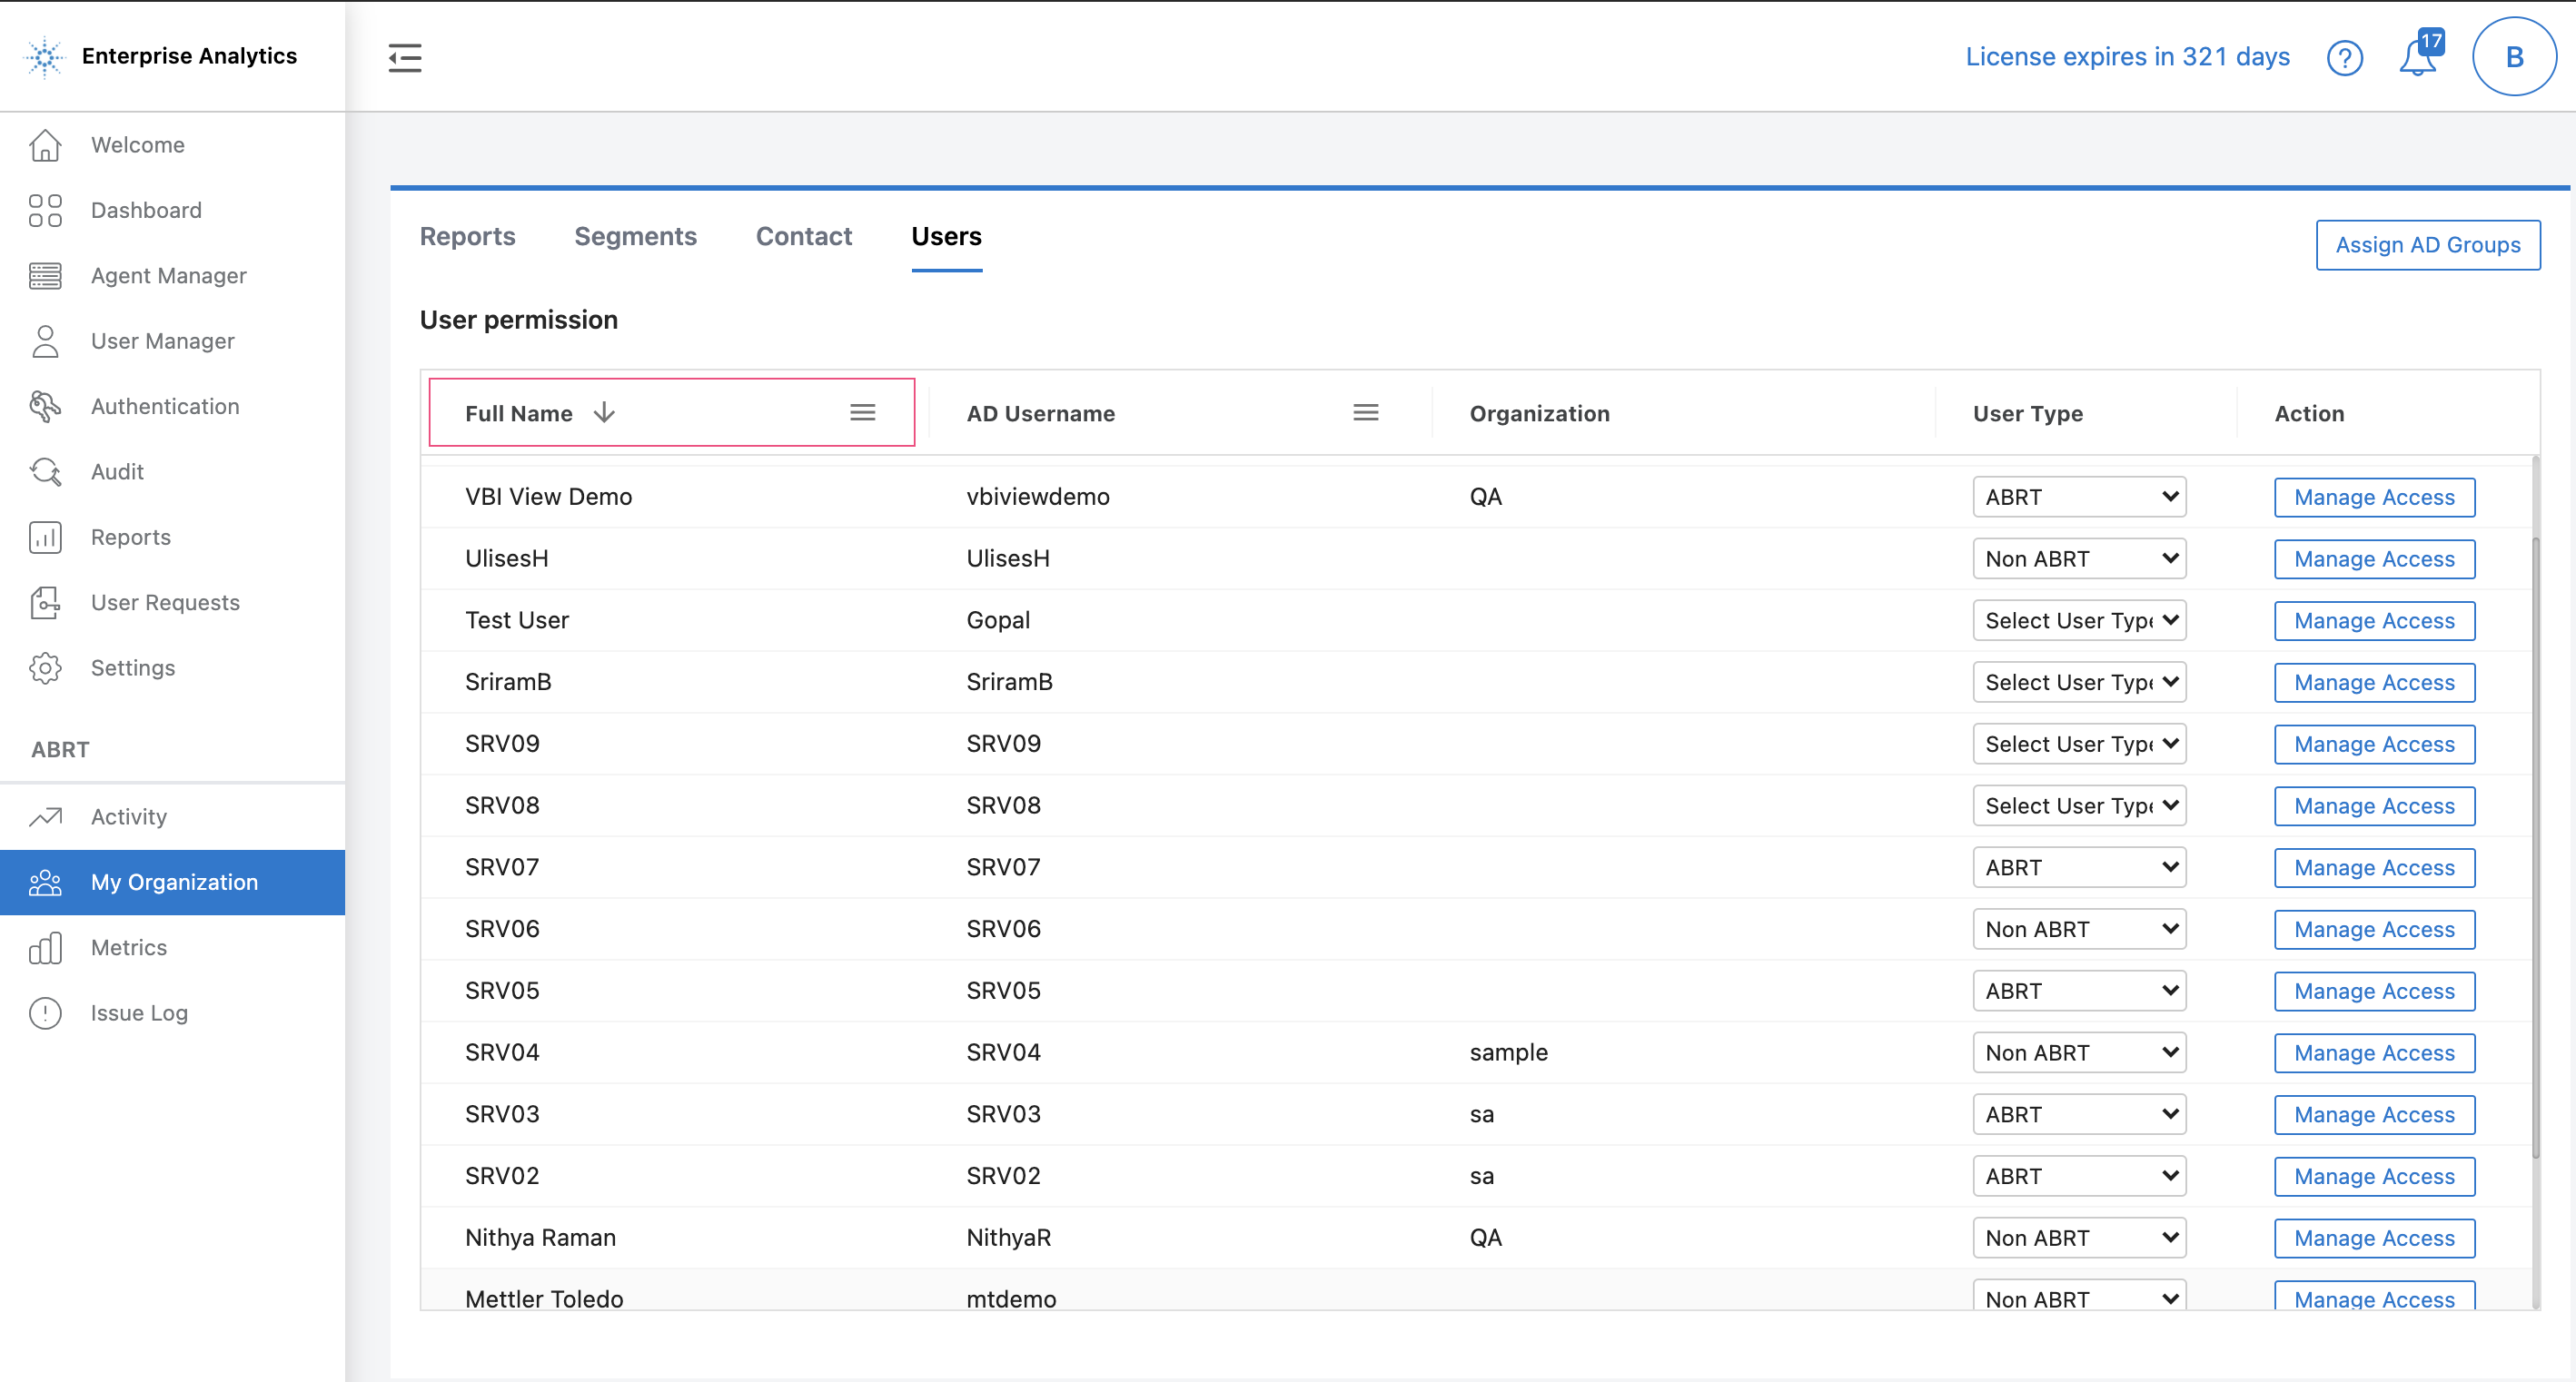 Enterprise Analytics
License expires in 321 days
17
B
Welcome
Dashboard
Agent Manager
User Manager
Authentication
Audit
Reports
User Requests
Settings
ABRT
Activity
My Organization
Metrics
Issue Log
Reports Segments Contact Users
Assign AD Groups
User permission
Full Name AD Username Organization User Type Action
VBI View Demo vbiviewdemo QA ABRT Manage Access
UlisesH UlisesH Non ABRT Manage Access
Test User Gopal Select User Type Manage Access
SriramB SriramB Select User Type Manage Access
SRV09 SRV09 Select User Type Manage Access
SRV08 SRV08 Select User Type Manage Access
SRV07 SRV07 ABRT Manage Access
SRV06 SRV06 Non ABRT Manage Access
SRV05 SRV05 ABRT Manage Access
SRV04 SRV04 sample Non ABRT Manage Access
SRV03 SRV03 sa ABRT Manage Access
SRV02 SRV02 sa ABRT Manage Access
Nithya Raman NithyaR QA Non ABRT Manage Access
Mettler Toledo mtdemo Non ABRT Manage Access